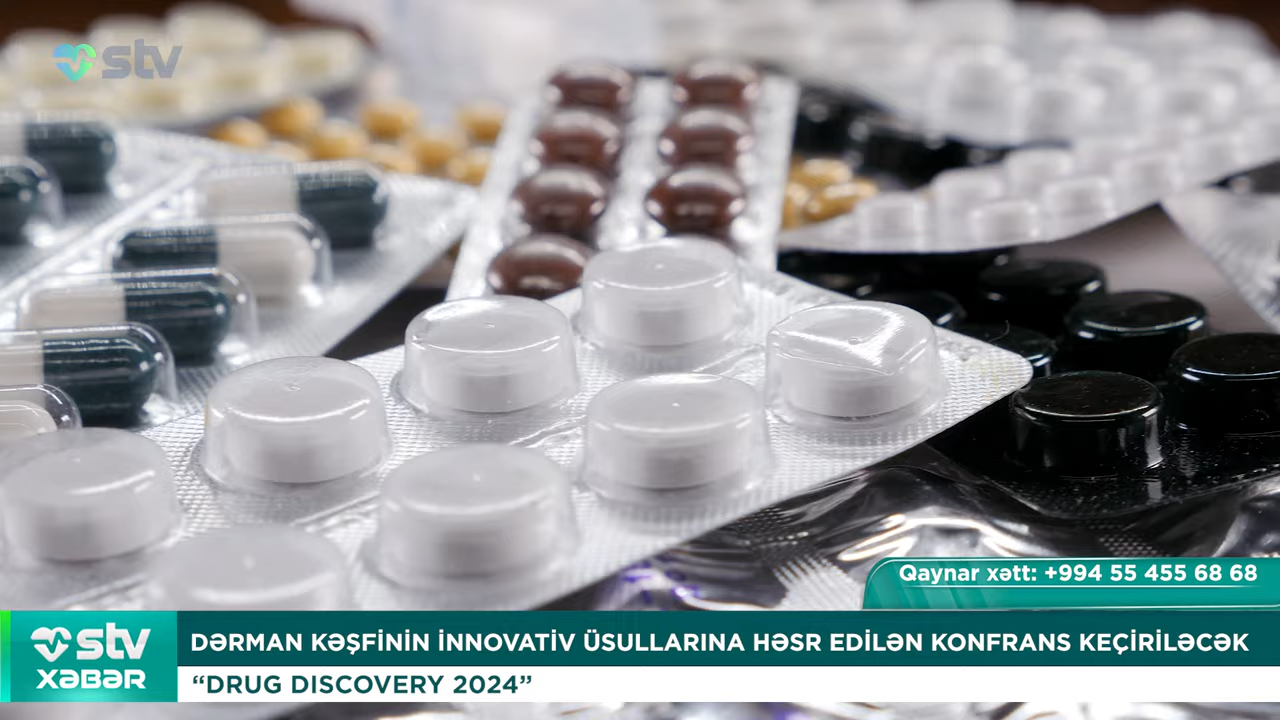 stv
Qaynar xətt: +994 55 455 68 68
stv
XƏBƏR
DƏRMAN KƏŞFİNİN İNNOVATİV ÜSULLARINA HƏSR EDİLƏN KONFRANS KEÇİRİLƏCƏK
“DRUG DISCOVERY 2024”